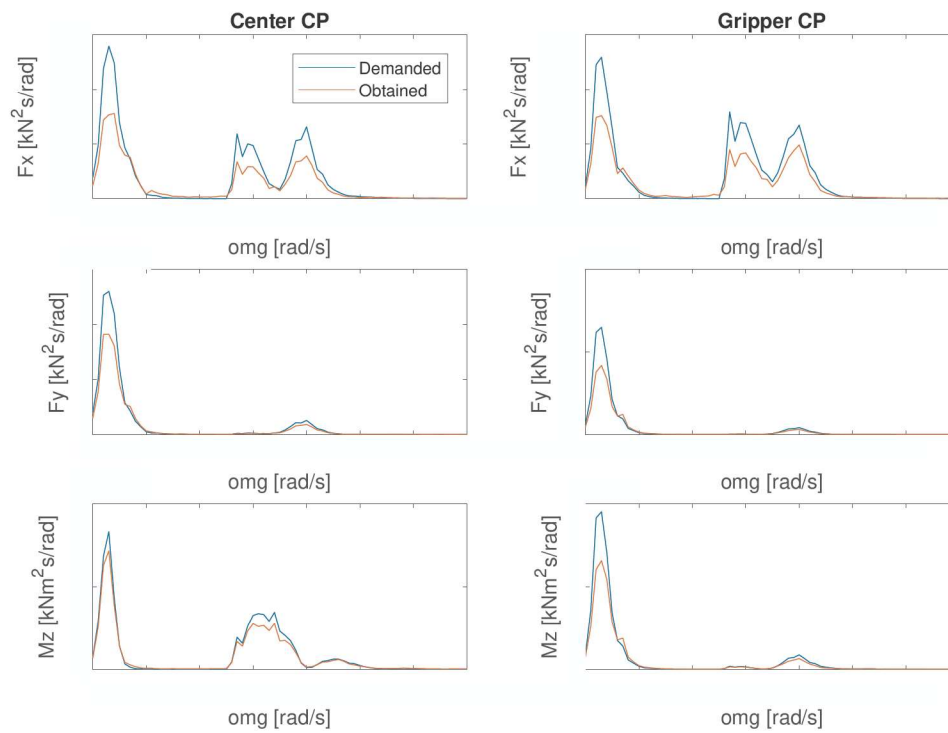 Center CP
Gripper CP
Fx [kN²s/rad]
Demanded
Obtained
omg [rad/s]
Fx [kN²s/rad]
omg [rad/s]
Fy [kN²s/rad]
omg [rad/s]
Fy [kN²s/rad]
omg [rad/s]
Mz [kNm²s/rad]
omg [rad/s]
Mz [kNm²s/rad]
omg [rad/s]